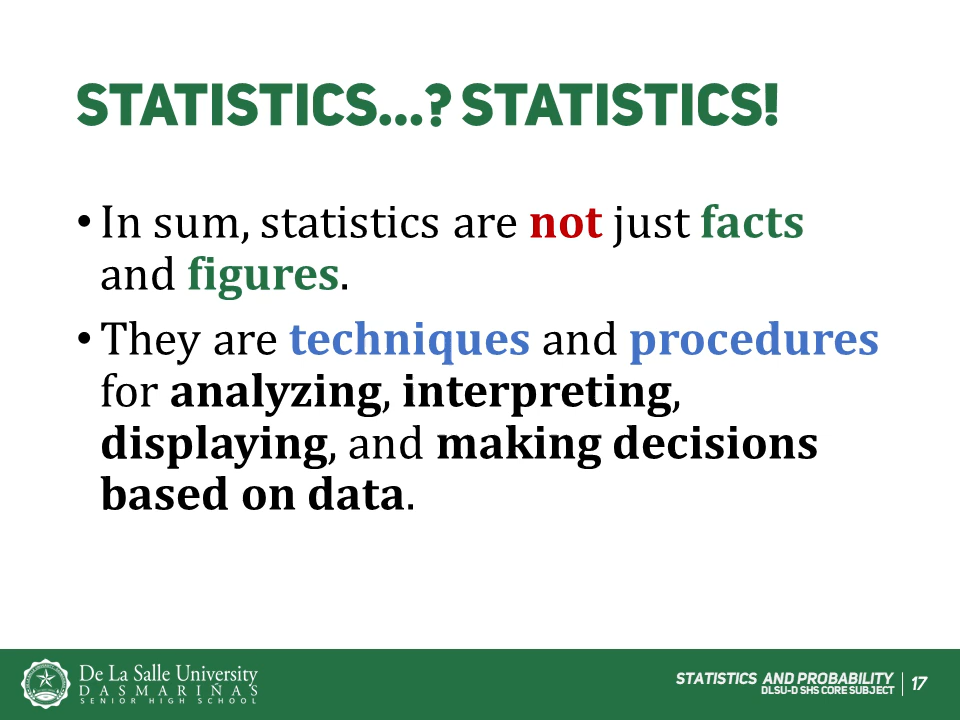 STATISTICS...? STATISTICS!
• In sum, statistics are not just facts
and figures.
• They are techniques and procedures
for analyzing, interpreting,
displaying, and making decisions
based on data.
De La Salle University
DASMARIÑAS
SENIOR HIGH SCHOOL
STATISTICS AND PROBABILITY
DLSU-D SHS CORE SUBJECT
17